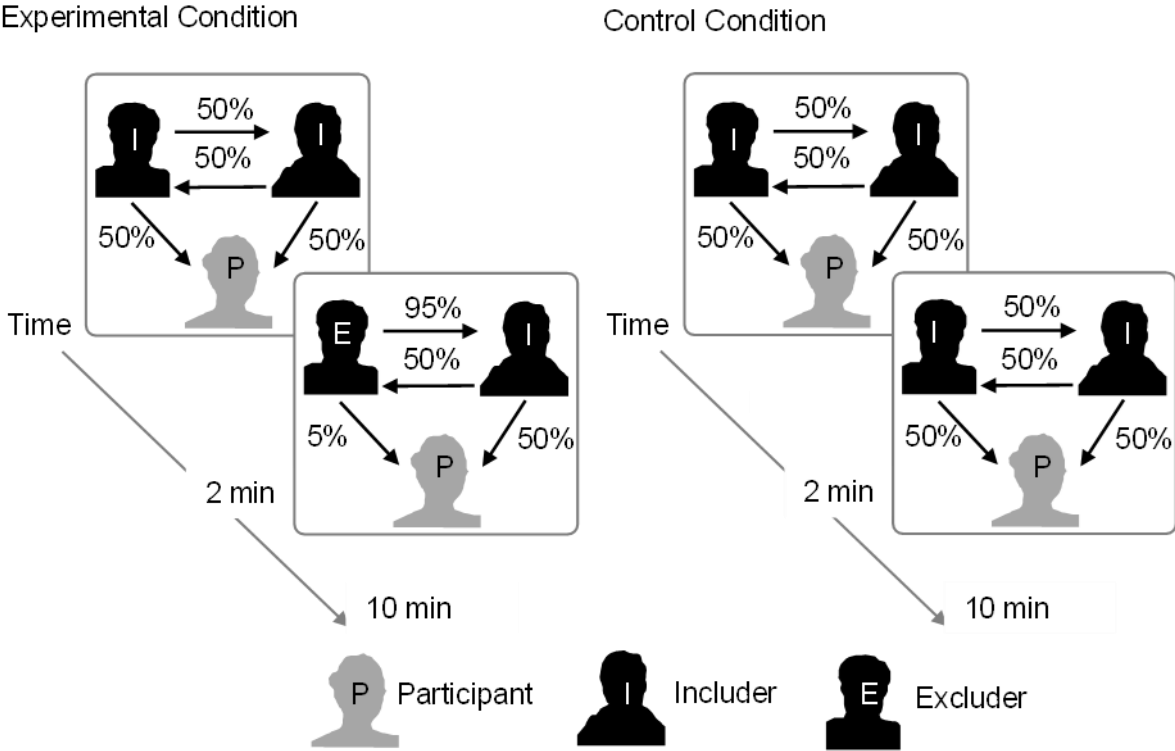 Experimental Condition
Control Condition
I
50%
I
50%
50%
50%
P
E
95%
I
50%
5%
50%
P
Time
2 min
10 min
I
50%
I
50%
50%
50%
P
I
50%
I
50%
50%
50%
P
Time
2 min
10 min
P Participant
I Includer
E Excluder